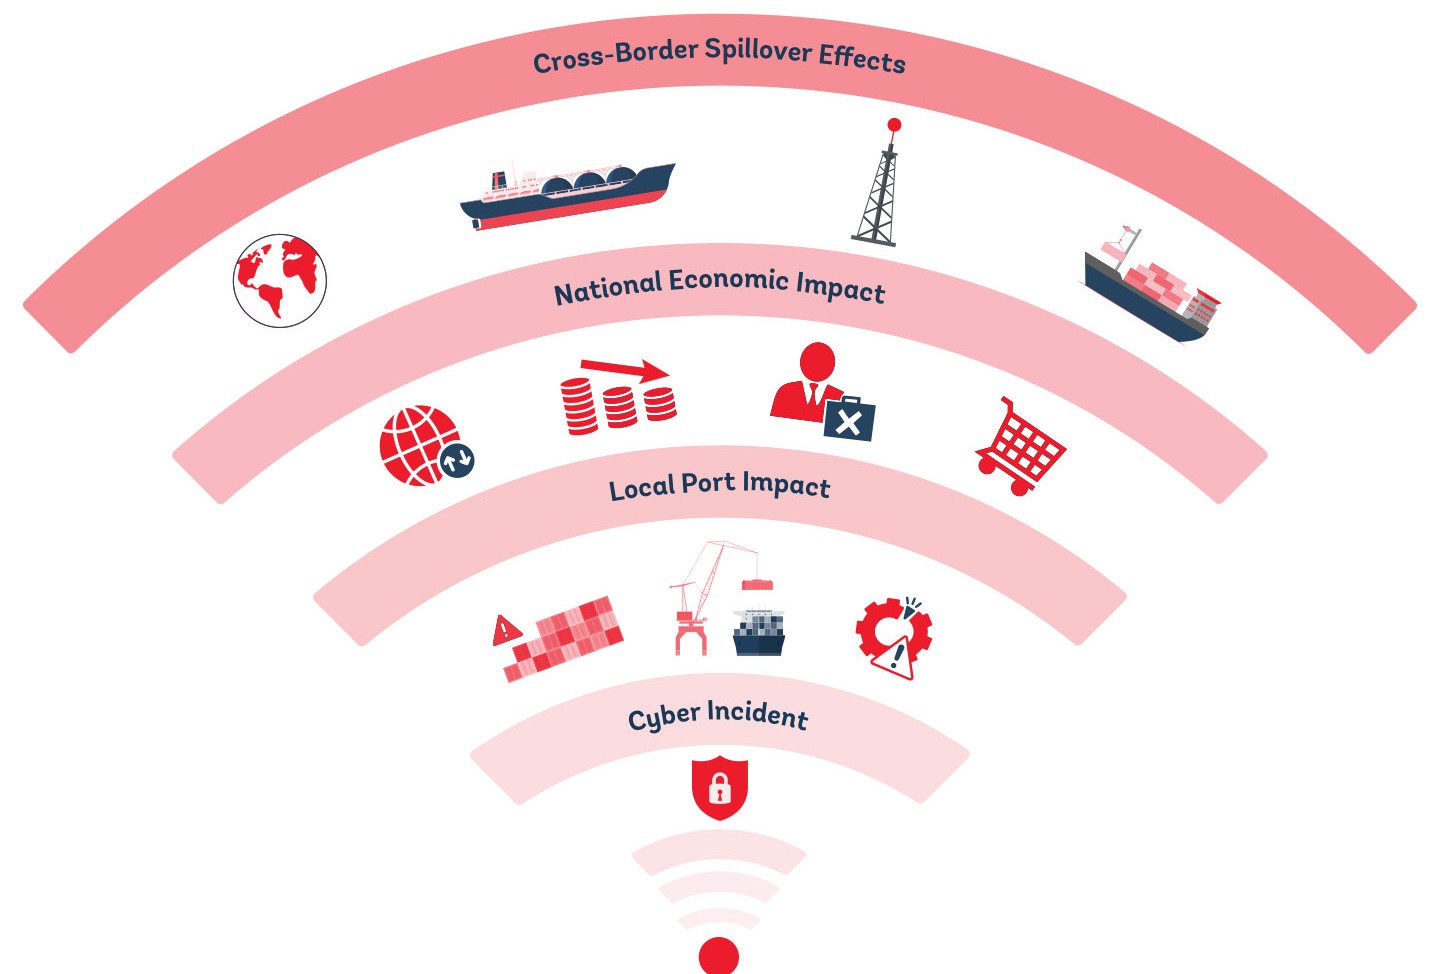 Cross-Border Spillover Effects
National Economic Impact
Local Port Impact
Cyber Incident